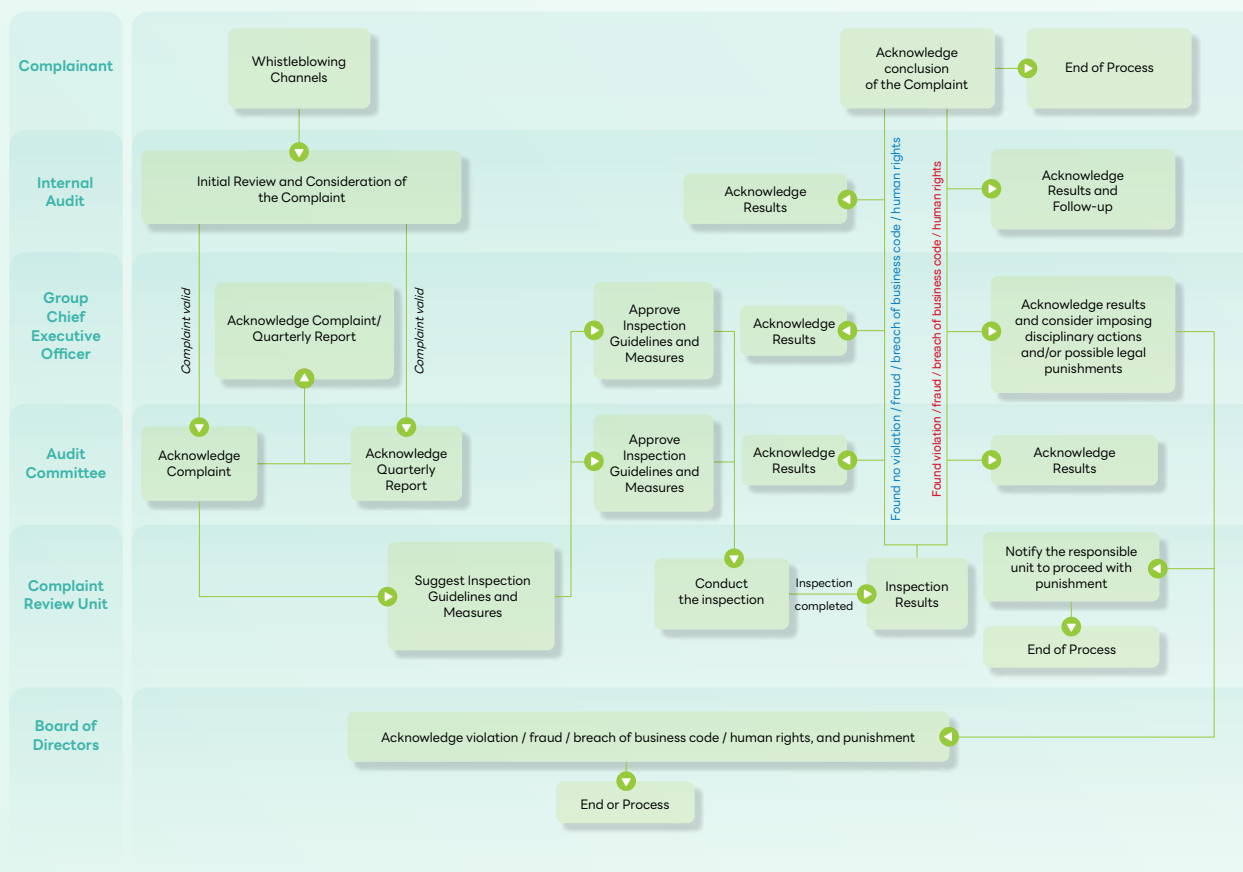 Complainant
Whistleblowing
Channels
Acknowledge
conclusion
of the Complaint
End of Process
Internal
Audit
Initial Review and Consideration of
the Complaint
Acknowledge
Results
Found no violation / fraud / breach of business code / human rights
Found violation / fraud / breach of business code / human rights
Acknowledge
Results and
Follow-up
Group
Chief
Executive
Officer
Complaint valid
Acknowledge Complaint/
Quarterly Report
Complaint valid
Approve
Inspection
Guidelines and
Measures
Acknowledge
Results
Acknowledge results
and consider imposing
disciplinary actions
and/or possible legal
punishments
Audit
Committee
Acknowledge
Complaint
Acknowledge
Quarterly
Report
Approve
Inspection
Guidelines and
Measures
Acknowledge
Results
Acknowledge
Results
Complaint
Review Unit
Suggest Inspection
Guidelines and
Measures
Conduct
the inspection
Inspection
completed
Inspection
Results
Notify the responsible
unit to proceed with
punishment
End of Process
Board of
Directors
Acknowledge violation / fraud / breach of business code / human rights, and punishment
End or Process